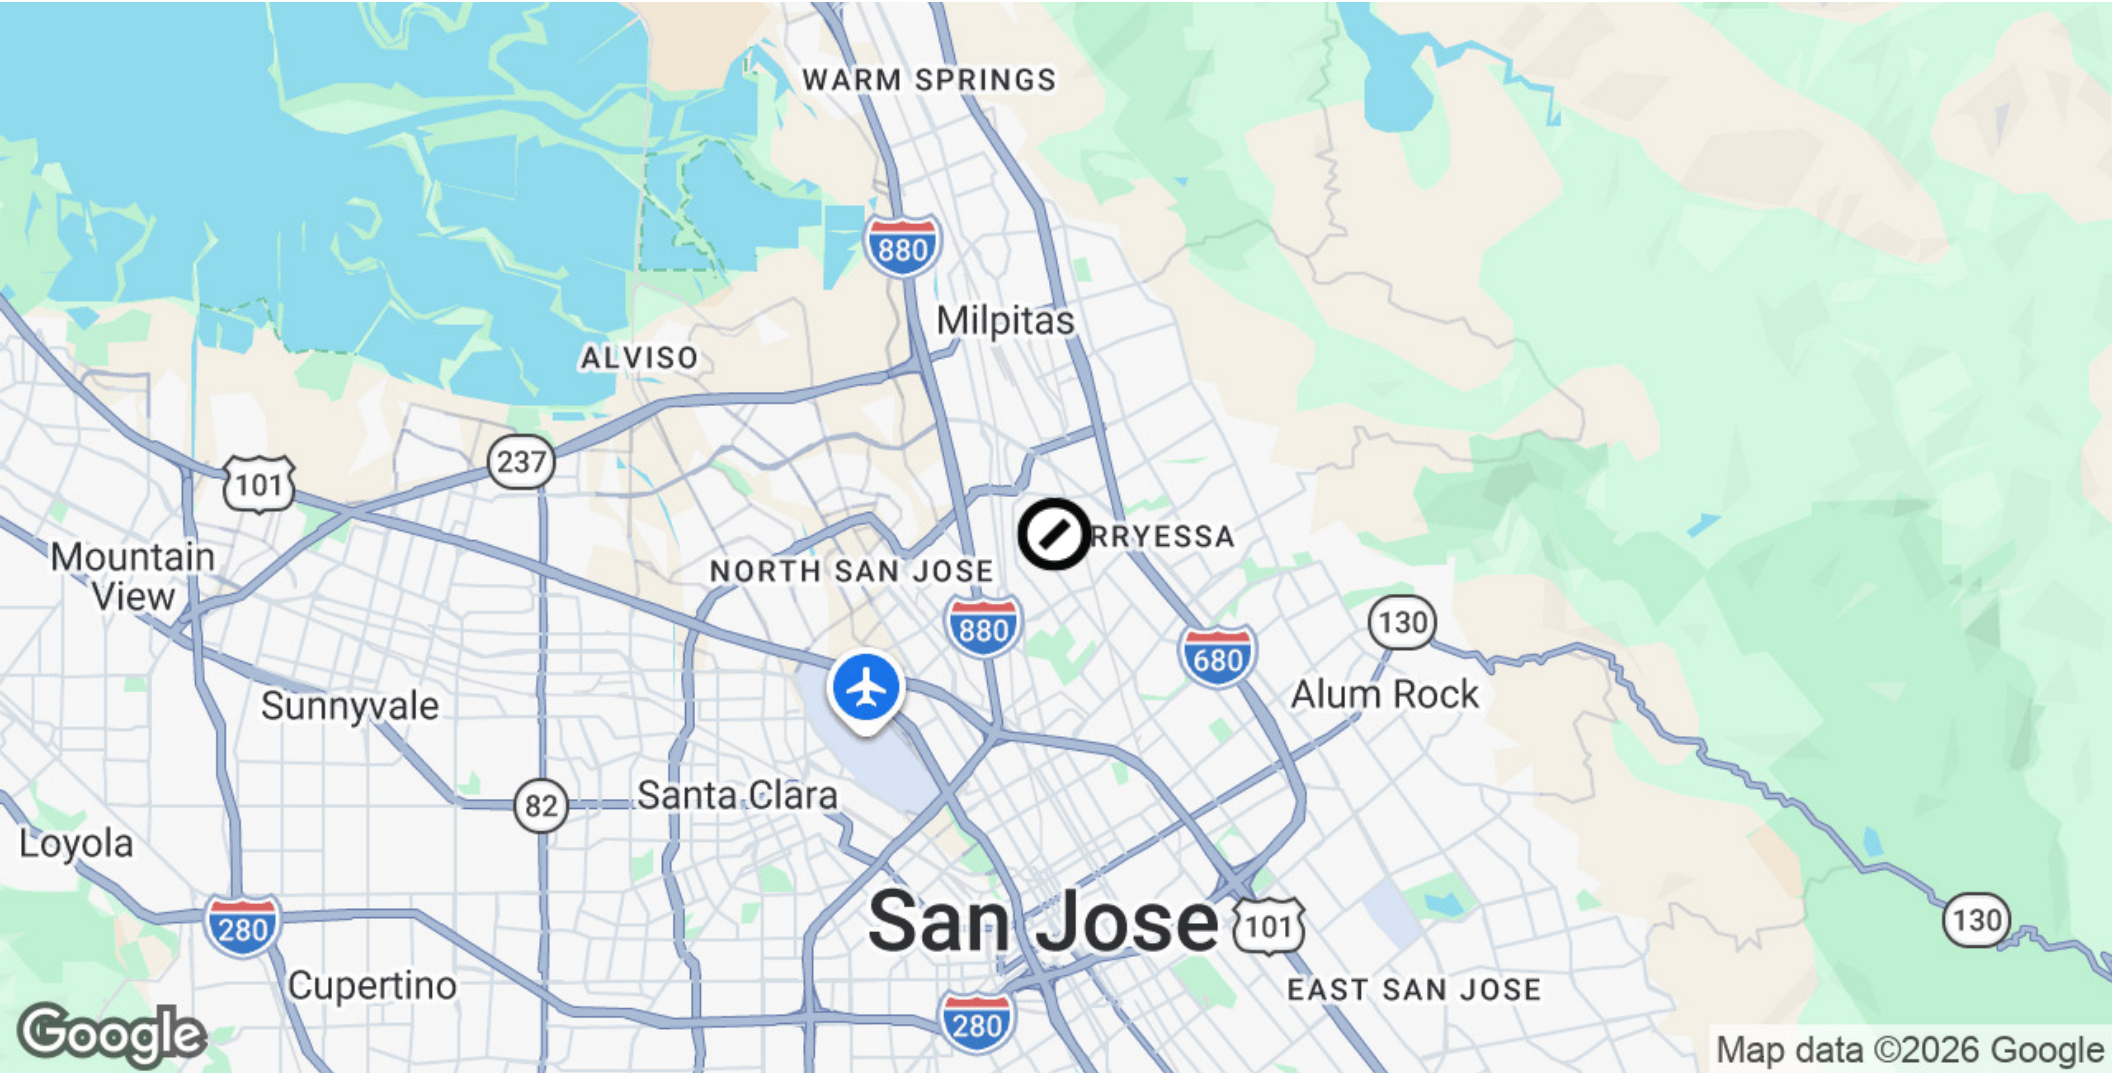 WARM SPRINGS
880
Milpitas
ALVISO
237
101
RRYESSA
Mountain
View
NORTH SAN JOSE
880
130
680
Alum Rock
Sunnyvale
Santa Clara
82
Loyola
San Jose
101
280
130
Cupertino
EAST SAN JOSE
280
Google
Map data ©2026 Google